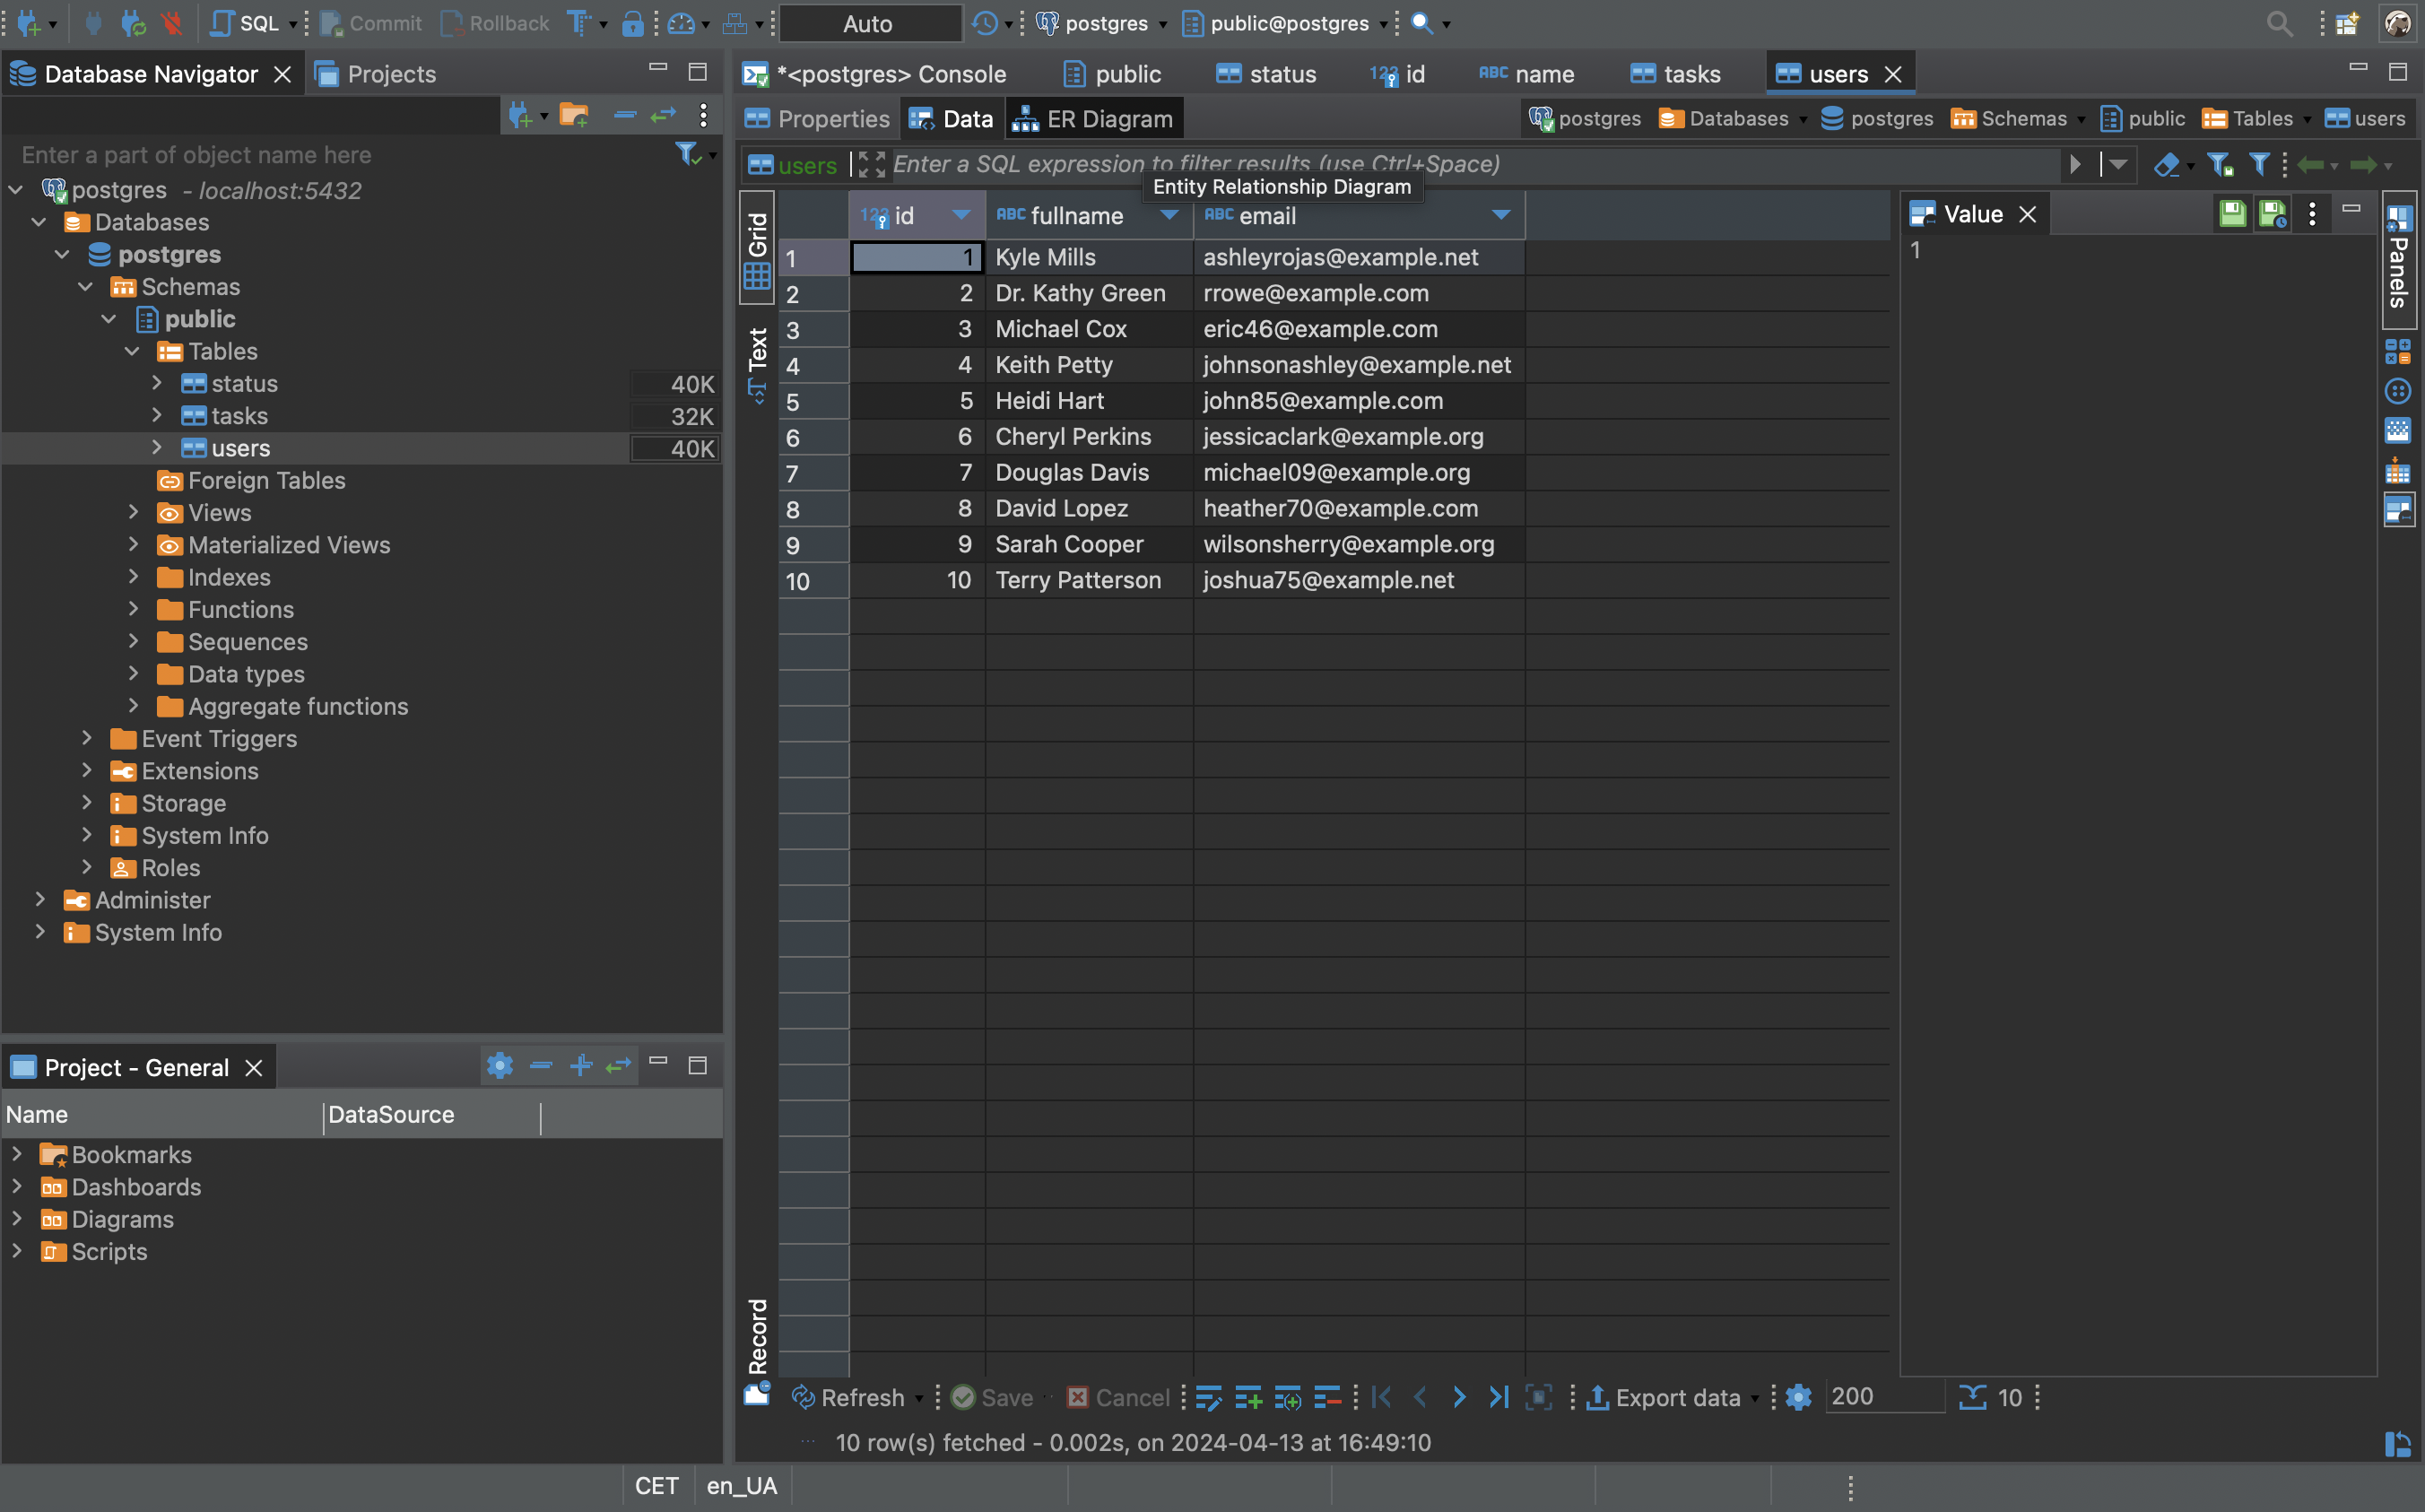 SQL Commit Rollback Auto postgres public@postgres
Database Navigator Projects
Enter a part of object name here
postgres - localhost:5432
Databases
postgres
Schemas
public
Tables
status 40K
tasks 32K
users 40K
Foreign Tables
Views
Materialized Views
Indexes
Functions
Sequences
Data types
Aggregate functions
Event Triggers
Extensions
Storage
System Info
Roles
Administer
System Info
Project - General
Name DataSource
Bookmarks
Dashboards
Diagrams
Scripts
*<postgres> Console public status 123 id ABC name tasks users
Properties Data ER Diagram postgres Databases postgres Schemas public Tables users
users Enter a SQL expression to filter results (use Ctrl+Space)
Entity Relationship Diagram
Grid
Text
Record
123 id ABC fullname ABC email
1 1 Kyle Mills ashleyrojas@example.net
2 2 Dr. Kathy Green rrowe@example.com
3 3 Michael Cox eric46@example.com
4 4 Keith Petty johnsonashley@example.net
5 5 Heidi Hart john85@example.com
6 6 Cheryl Perkins jessicaclark@example.org
7 7 Douglas Davis michael09@example.org
8 8 David Lopez heather70@example.com
9 9 Sarah Cooper wilsonsherry@example.org
10 10 Terry Patterson joshua75@example.net
Value
1
Panels
Refresh Save Cancel Export data 200 10
10 row(s) fetched - 0.002s, on 2024-04-13 at 16:49:10
CET en_UA